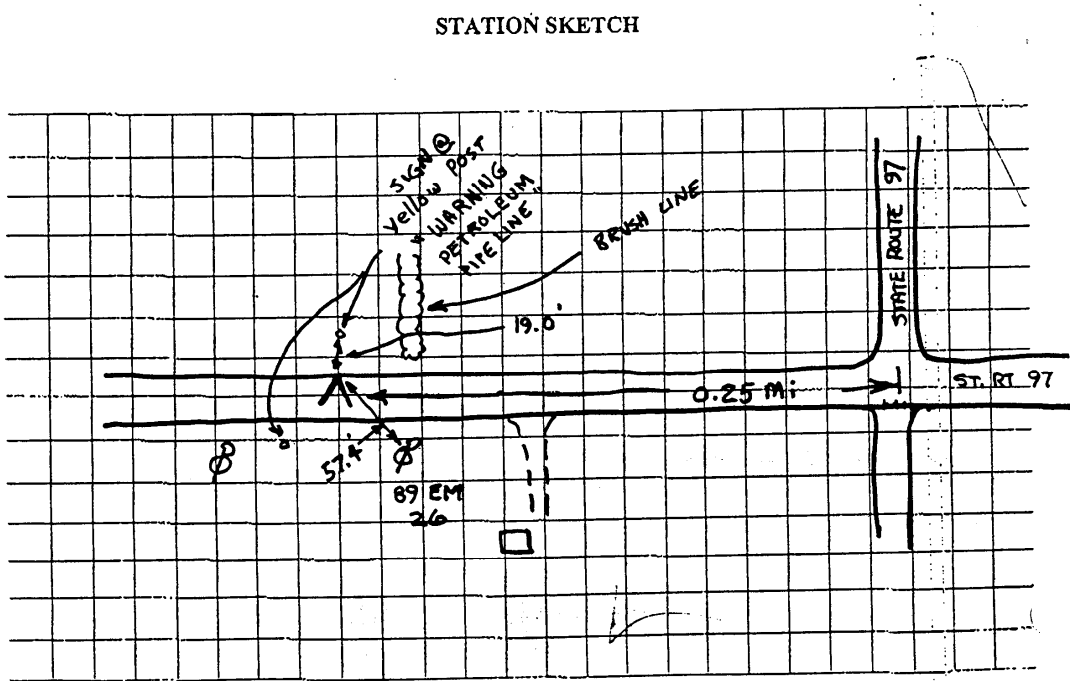 STATION SKETCH
SIGN @
Yellow POST
"WARNING
PETROLEUM
PIPE LINE"
BRUSH LINE
STATE ROUTE 97
19.0'
0.25 Mi
ST. RT 97
57.4'
89 EM
26